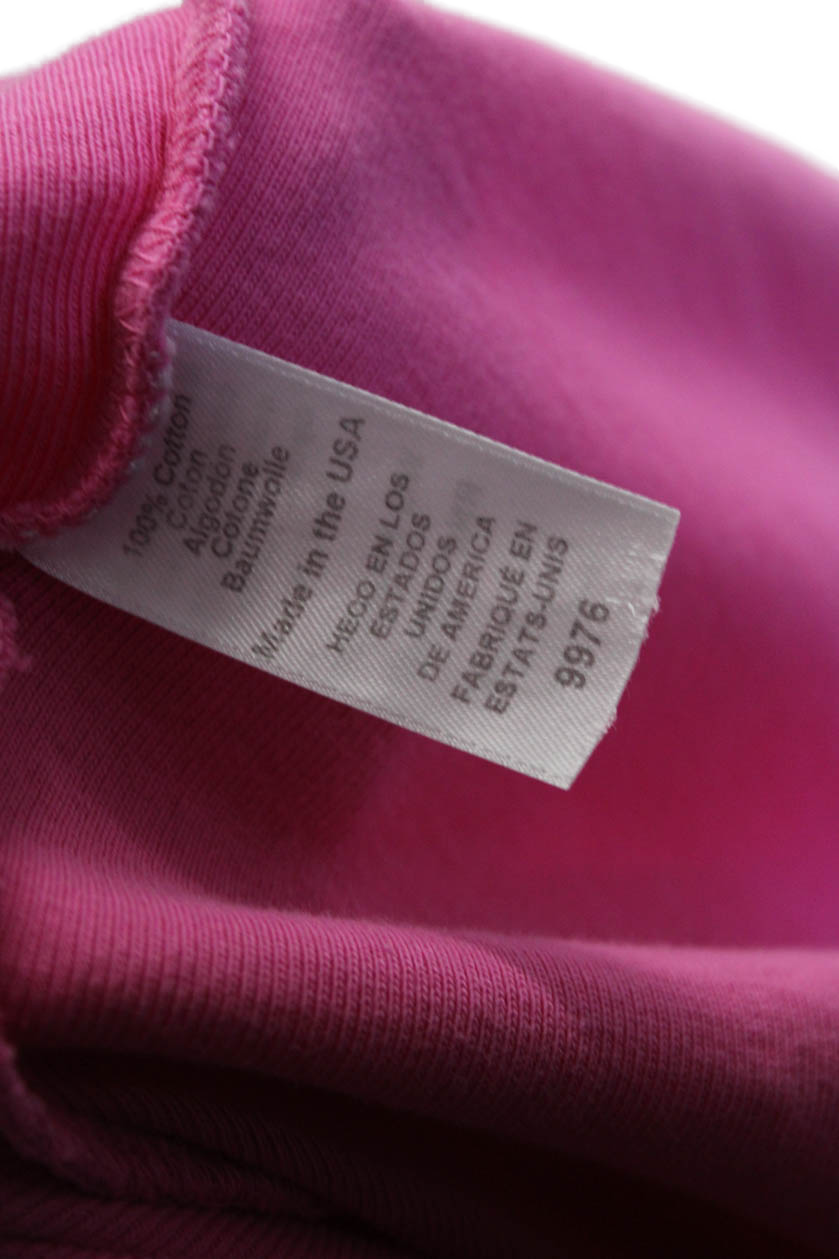 100% Cotton
Coton
Algodon
Cotone
Baumwolle
Made in the USA
HECO EN LOS
ESTADOS
UNIDOS
DE AMERICA
FABRIQUÉ EN
ESTATS-UNIS
9976